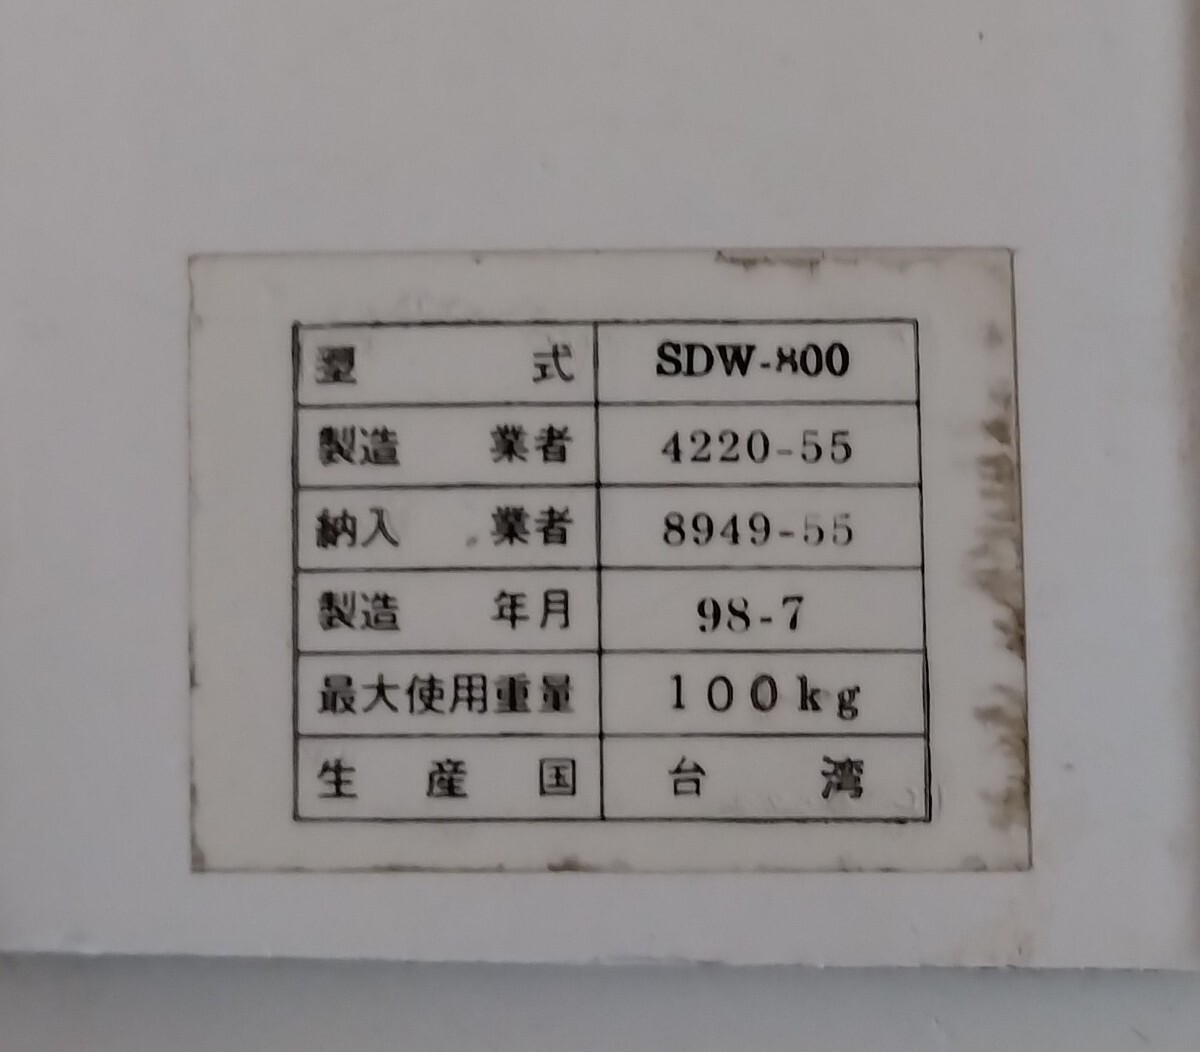 型式 SDW-800
製造業者 4220-55
納入業者 8949-55
製造年月 98-7
最大使用重量 100kg
生産国 台湾